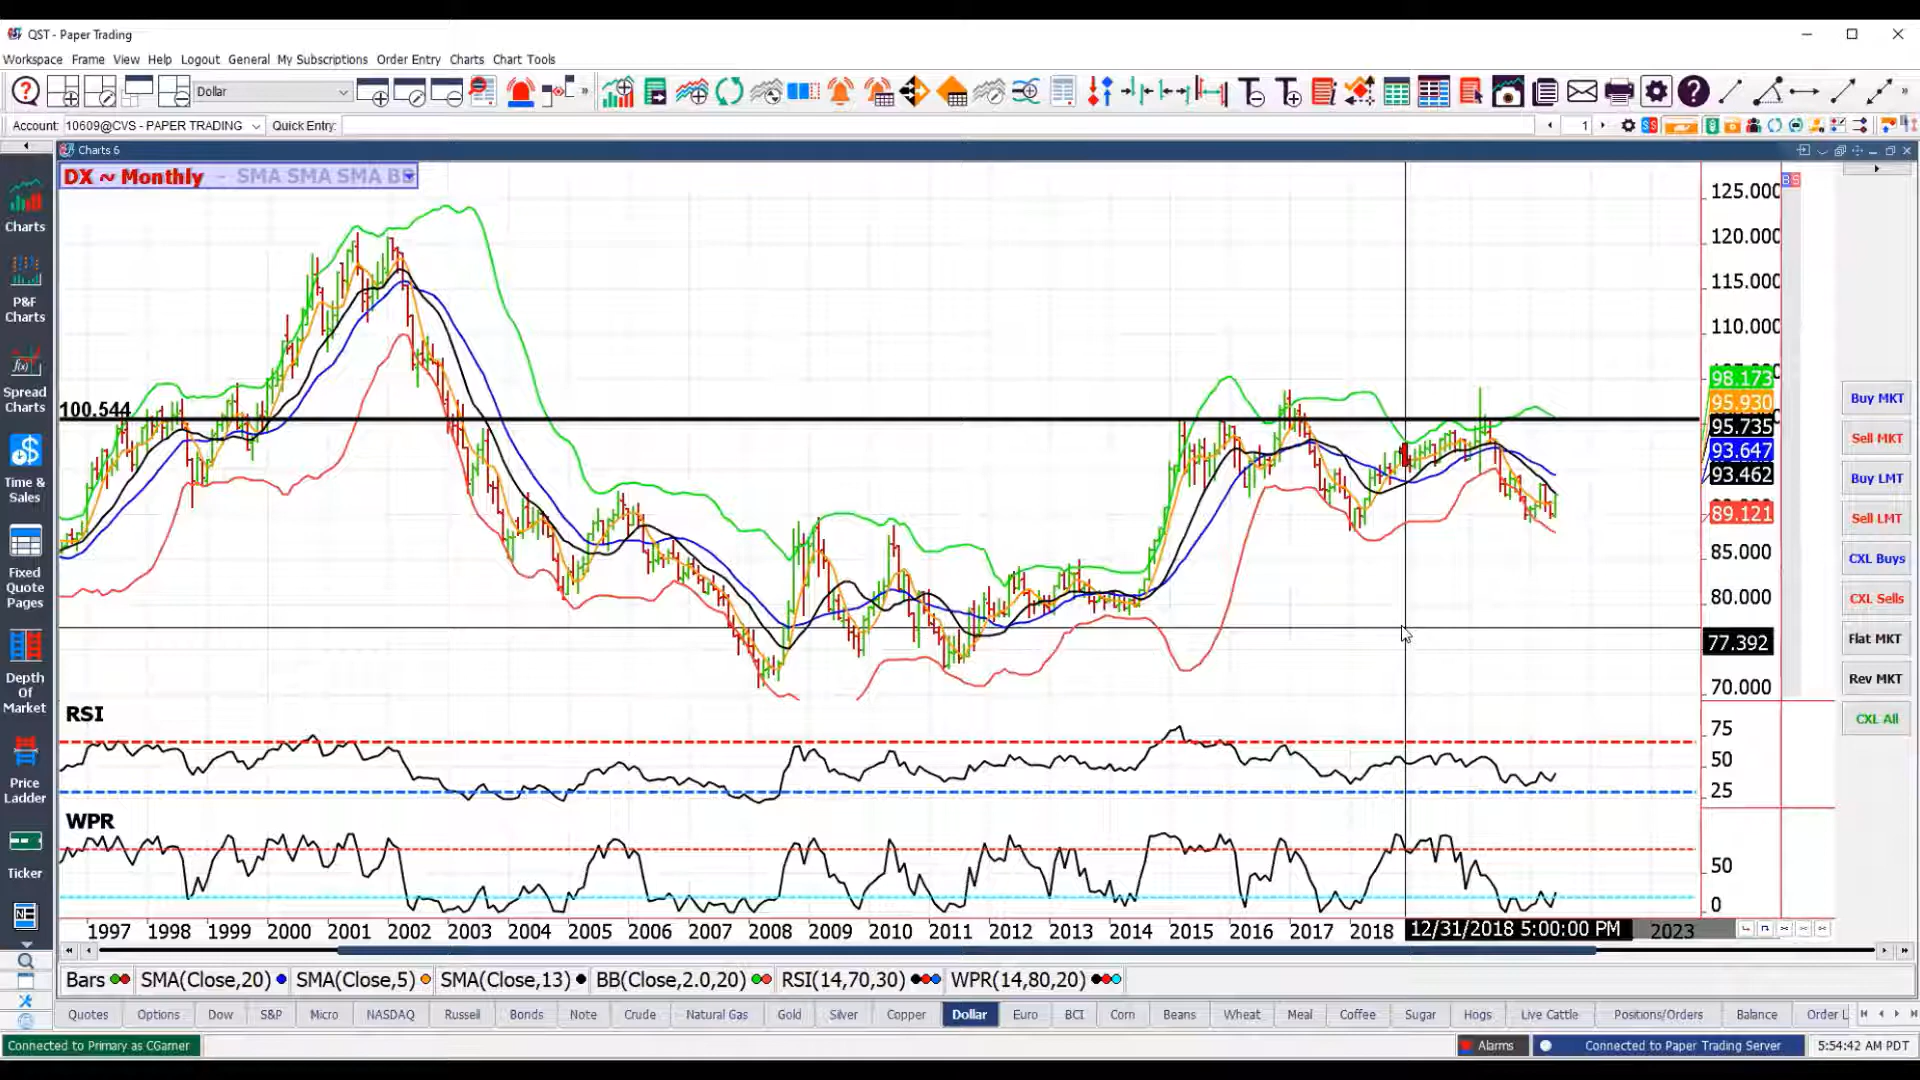 QST - Paper Trading
Workspace Frame View Help Logout General My Subscriptions Order Entry Charts Chart Tools
Dollar
Account: 10609@CVS - PAPER TRADING Quick Entry: 1
Charts 6
DX ~ Monthly - SMA SMA SMA BB
BS
Charts
P&F
Charts
Spread
Charts
Time &
Sales
Fixed
Quote
Pages
Depth
Of
Market
Price
Ladder
Ticker
100.544
125.000
120.000
115.000
110.000
98.173
95.930
95.735
93.647
93.462
89.121
85.000
80.000
77.392
70.000
Buy MKT
Sell MKT
Buy LMT
Sell LMT
CXL Buys
CXL Sells
Flat MKT
Rev MKT
CXL All
RSI
75
50
25
WPR
50
0
1997 1998 1999 2000 2001 2002 2003 2004 2005 2006 2007 2008 2009 2010 2011 2012 2013 2014 2015 2016 2017 2018 12/31/2018 5:00:00 PM 2023
Bars SMA(Close,20) SMA(Close,5) SMA(Close,13) BB(Close,2.0,20) RSI(14,70,30) WPR(14,80,20)
Quotes Options Dow S&P Micro NASDAQ Russell Bonds Note Crude Natural Gas Gold Silver Copper Dollar Euro BCI Corn Beans Wheat Meal Coffee Sugar Hogs Live Cattle Positions/Orders Balance Order L
Connected to Primary as CGarner Alarms Connected to Paper Trading Server 5:54:42 AM PDT